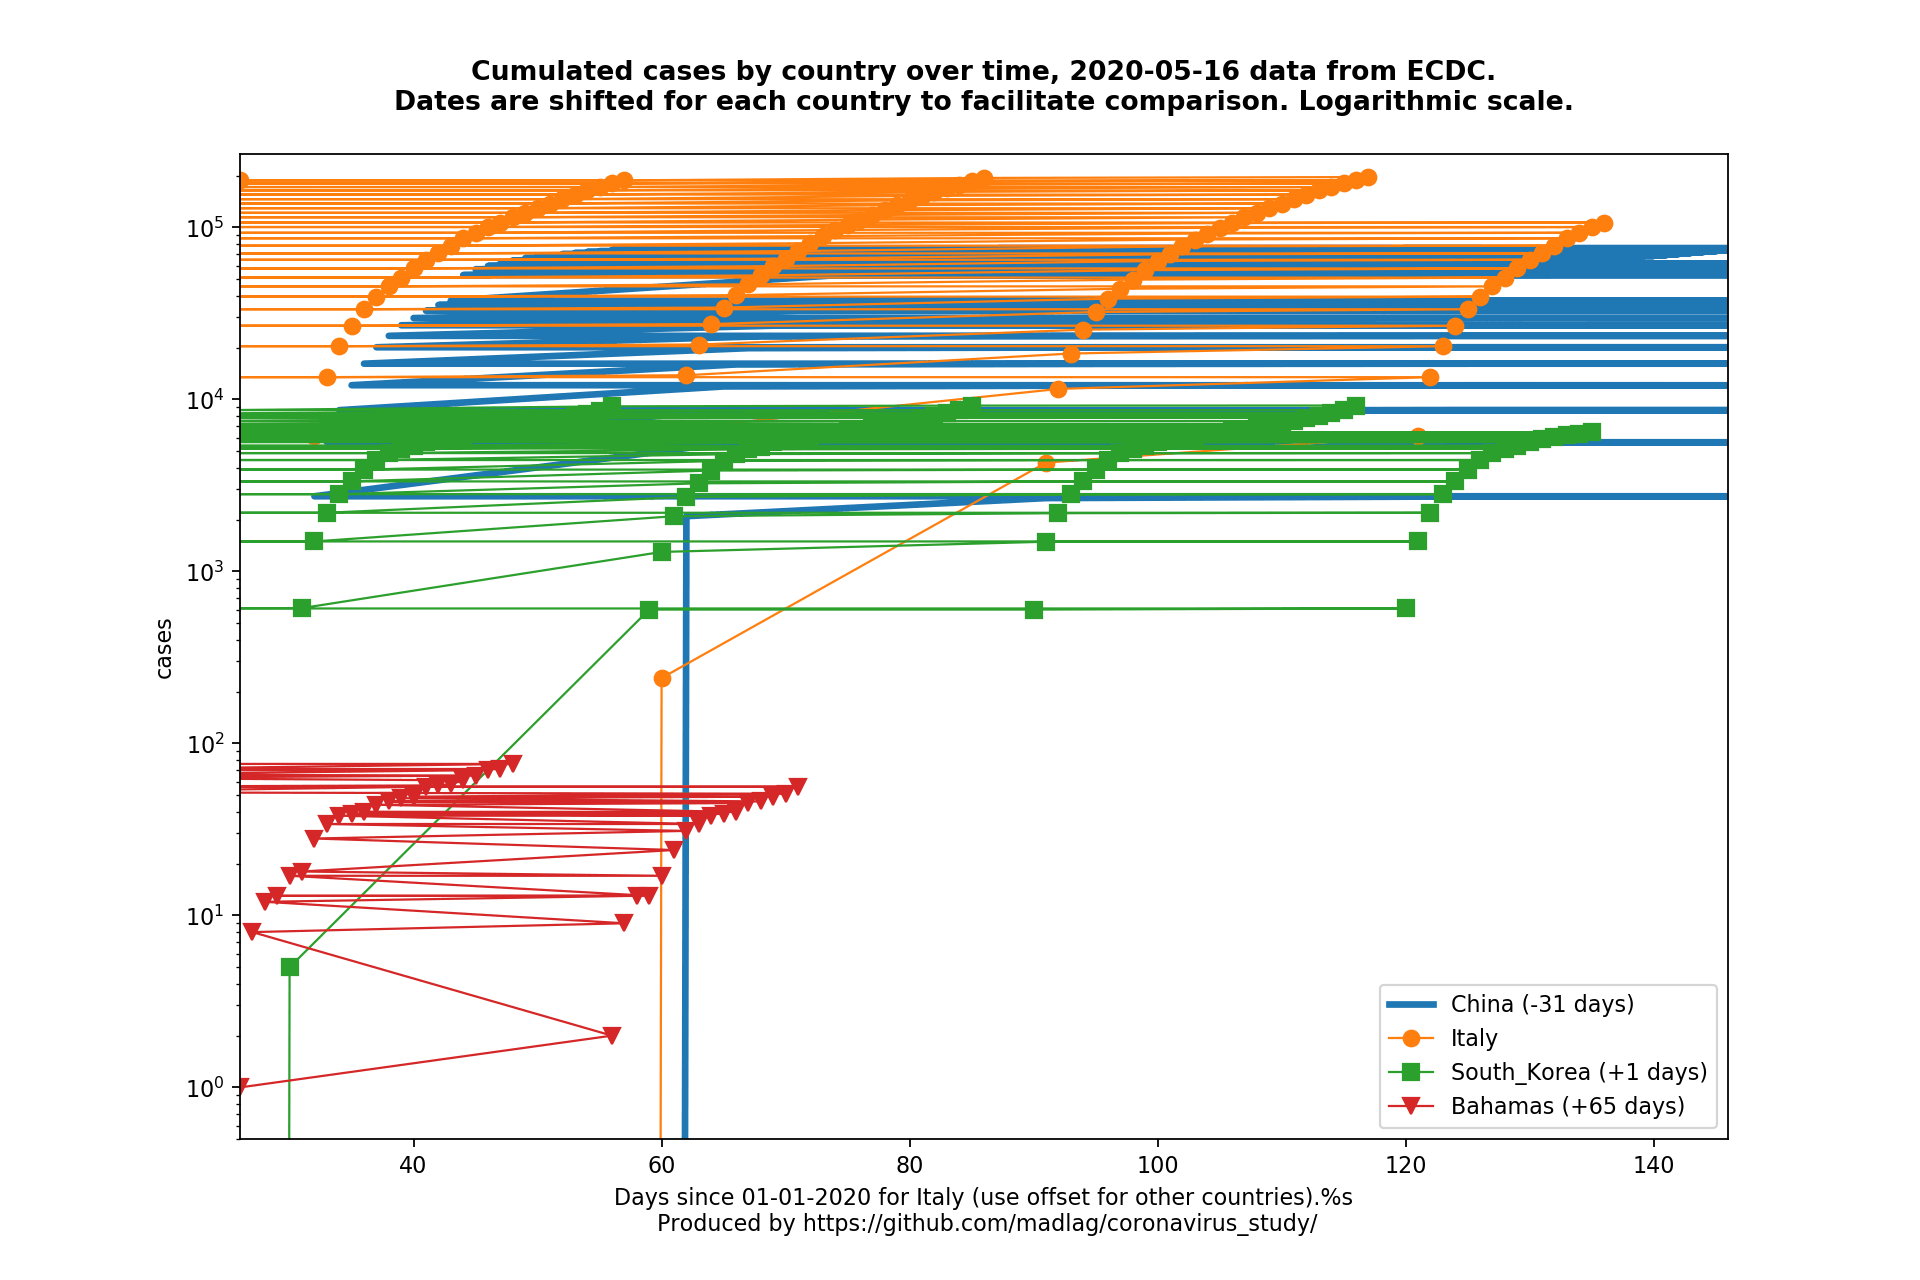 Cumulated cases by country over time, 2020-05-16 data from ECDC.
Dates are shifted for each country to facilitate comparison. Logarithmic scale.
10^5
10^4
10^3
10^2
10^1
10^0
cases
China (-31 days)
Italy
South_Korea (+1 days)
Bahamas (+65 days)
40 60 80 100 120 140
Days since 01-01-2020 for Italy (use offset for other countries).%s
Produced by https://github.com/madlag/coronavirus_study/